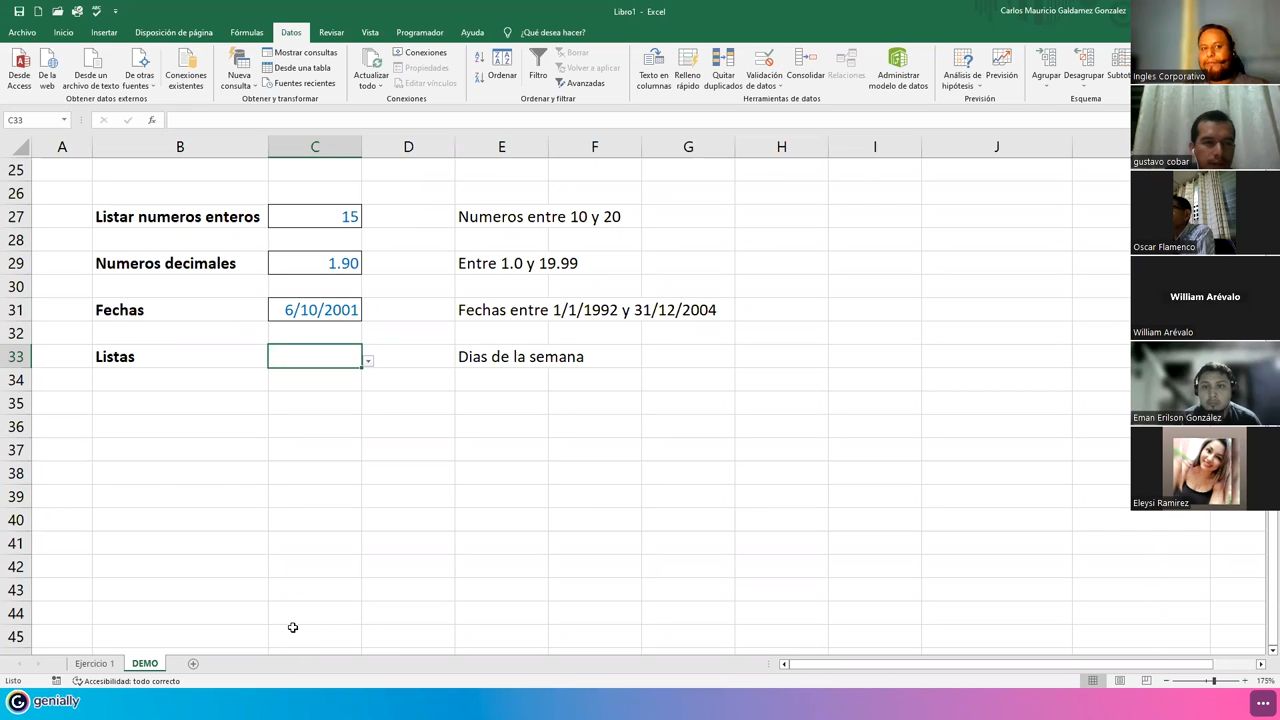 Libro1 - Excel
Carlos Mauricio Galdamez Gonzalez
Archivo Inicio Insertar Disposición de página Fórmulas Datos Revisar Vista Programador Ayuda ¿Qué desea hacer?
Desde Access
De la web
Desde un archivo de texto
De otras fuentes
Conexiones existentes
Obtener datos externos
Nueva consulta
Mostrar consultas
Desde una tabla
Fuentes recientes
Obtener y transformar
Actualizar todo
Conexiones
Propiedades
Editar vínculos
Conexiones
Ordenar
Filtro
Borrar
Volver a aplicar
Avanzadas
Ordenar y filtrar
Texto en columnas
Relleno rápido
Quitar duplicados
Validación de datos
Consolidar
Relaciones
Administrar modelo de datos
Herramientas de datos
Análisis de hipótesis
Previsión
Previsión
Agrupar
Desagrupar
Subtot
Esquema
C33
fx
A B C D E F G H I J
25
26
27 Listar numeros enteros 15 Numeros entre 10 y 20
28
29 Numeros decimales 1.90 Entre 1.0 y 19.99
30
31 Fechas 6/10/2001 Fechas entre 1/1/1992 y 31/12/2004
32
33 Listas Dias de la semana
34
35
36
37
38
39
40
41
42
43
44
45
Ejercicio 1 DEMO
Listo Accesibilidad: todo correcto 175%
genially
Ingles Corporativo
gustavo cobar
Oscar Flamenco
William Arévalo
William Arévalo
Eman Erilson González
Eleysi Ramirez